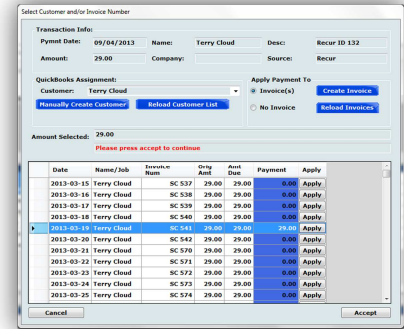 Select Customer and/or Invoice Number
Transaction Info:
Pymnt Date: 09/04/2013 Name: Terry Cloud Desc: Recur ID 132
Amount: 29.00 Company: Source: Recur
QuickBooks Assignment: Apply Payment To
Customer: Terry Cloud Invoice(s) Create Invoice
Manually Create Customer Reload Customer List No Invoice Reload Invoices
Amount Selected: 29.00
Please press accept to continue
Date Name/Job Invoice Num Orig Amt Amt Due Payment Apply
2013-03-15 Terry Cloud SC 537 29.00 29.00 0.00 Apply
2013-03-16 Terry Cloud SC 538 29.00 29.00 0.00 Apply
2013-03-17 Terry Cloud SC 539 29.00 29.00 0.00 Apply
2013-03-18 Terry Cloud SC 540 29.00 29.00 0.00 Apply
2013-03-19 Terry Cloud SC 541 29.00 29.00 29.00 Apply
2013-03-20 Terry Cloud SC 542 29.00 29.00 0.00 Apply
2013-03-21 Terry Cloud SC 570 29.00 29.00 0.00 Apply
2013-03-22 Terry Cloud SC 571 29.00 29.00 0.00 Apply
2013-03-23 Terry Cloud SC 572 29.00 29.00 0.00 Apply
2013-03-24 Terry Cloud SC 573 29.00 29.00 0.00 Apply
2013-03-25 Terry Cloud SC 574 29.00 29.00 0.00 Apply
Cancel Accept